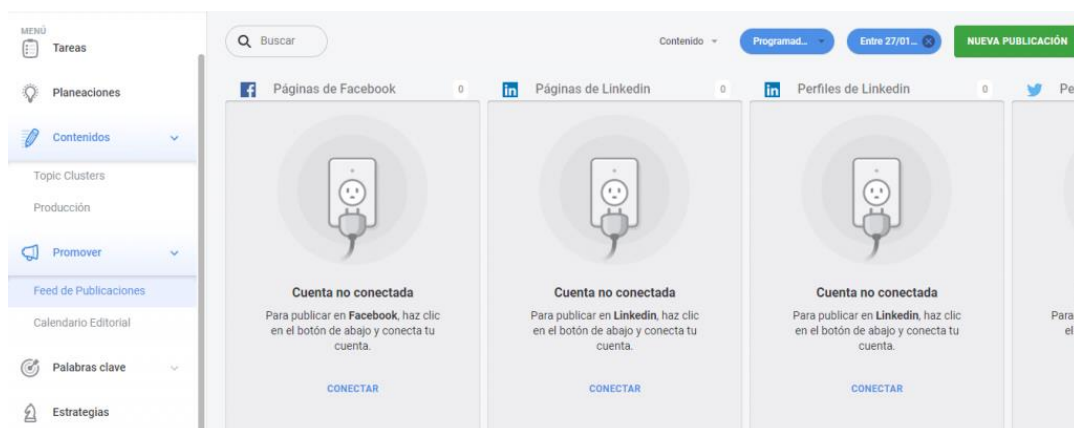 MENÚ
Tareas
Planeaciones
Contenidos
Topic Clusters
Producción
Promover
Feed de Publicaciones
Calendario Editorial
Palabras clave
Estrategias
Buscar
Contenido
Programad...
Entre 27/01...
NUEVA PUBLICACIÓN
Páginas de Facebook 0
Cuenta no conectada
Para publicar en Facebook, haz clic
en el botón de abajo y conecta tu
cuenta.
CONECTAR
Páginas de Linkedin 0
Cuenta no conectada
Para publicar en Linkedin, haz clic
en el botón de abajo y conecta tu
cuenta.
CONECTAR
Perfiles de Linkedin 0
Cuenta no conectada
Para publicar en Linkedin, haz clic
en el botón de abajo y conecta tu
cuenta.
CONECTAR
Pe
Para
el